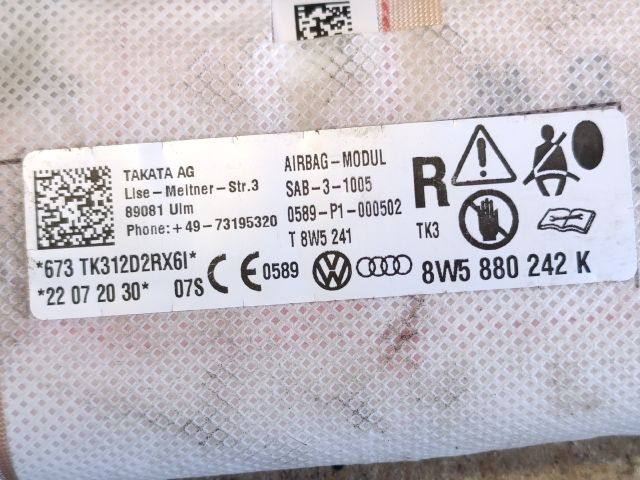 TAKATA AG
Lise-Meitner-Str.3
89081 Ulm
Phone: +49-73195320
AIRBAG-MODUL
SAB-3-1005
0589-P1-000502
T 8W5 241
R
TK3
*673 TK312D2RX6I*
*22 07 20 30* 07S
CE 0589
8W5 880 242 K